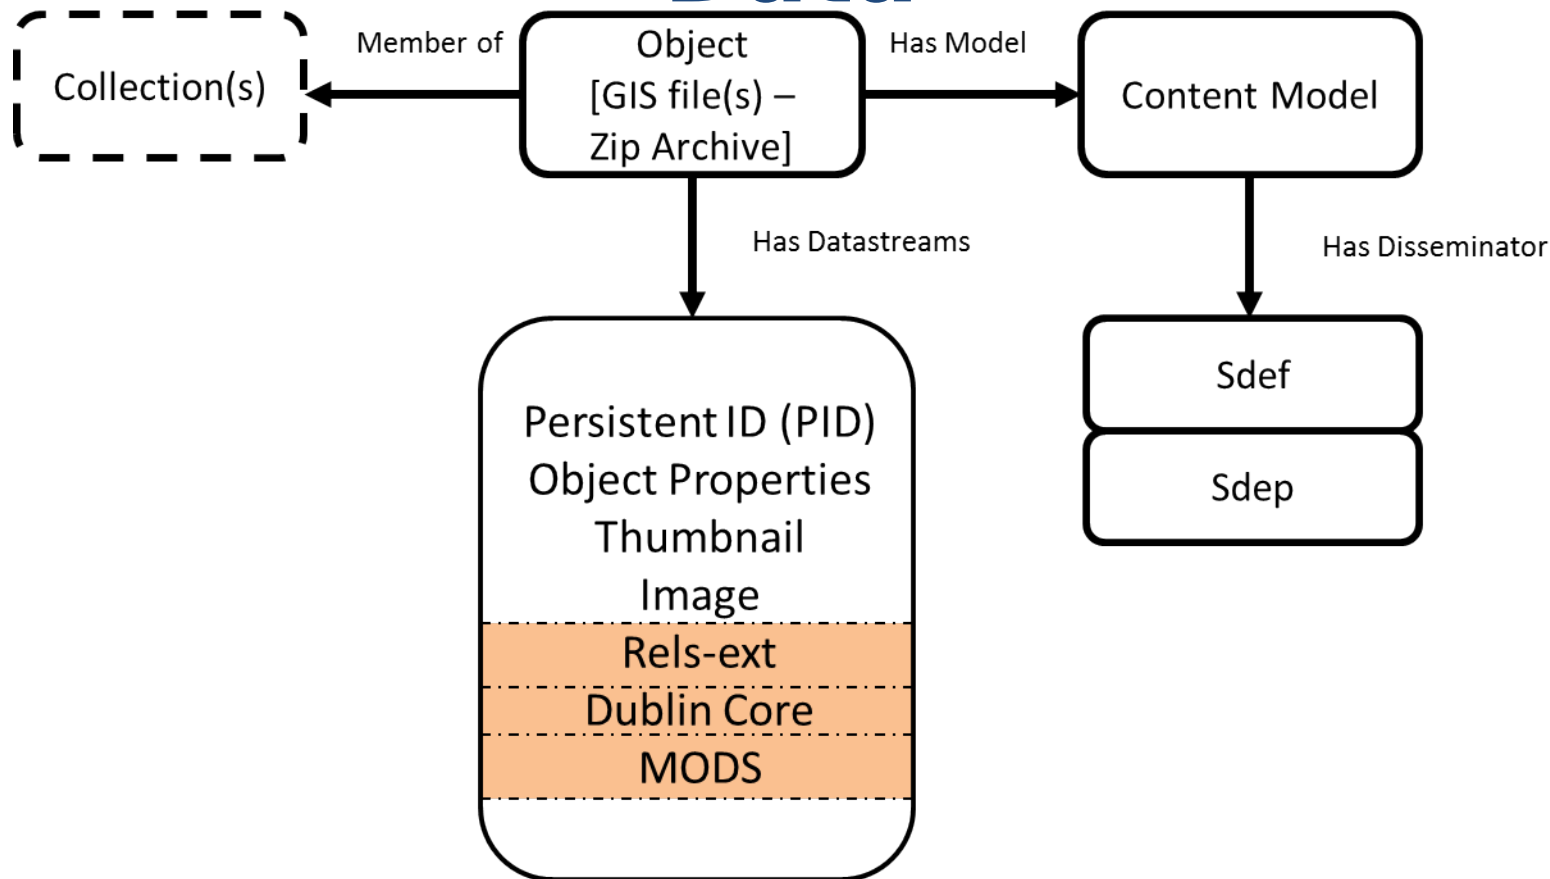 Collection(s)
Member of
Object
[GIS file(s) –
Zip Archive]
Has Model
Content Model
Has Datastreams
Has Disseminator
Persistent ID (PID)
Object Properties
Thumbnail
Image
Rels-ext
Dublin Core
MODS
Sdef
Sdep